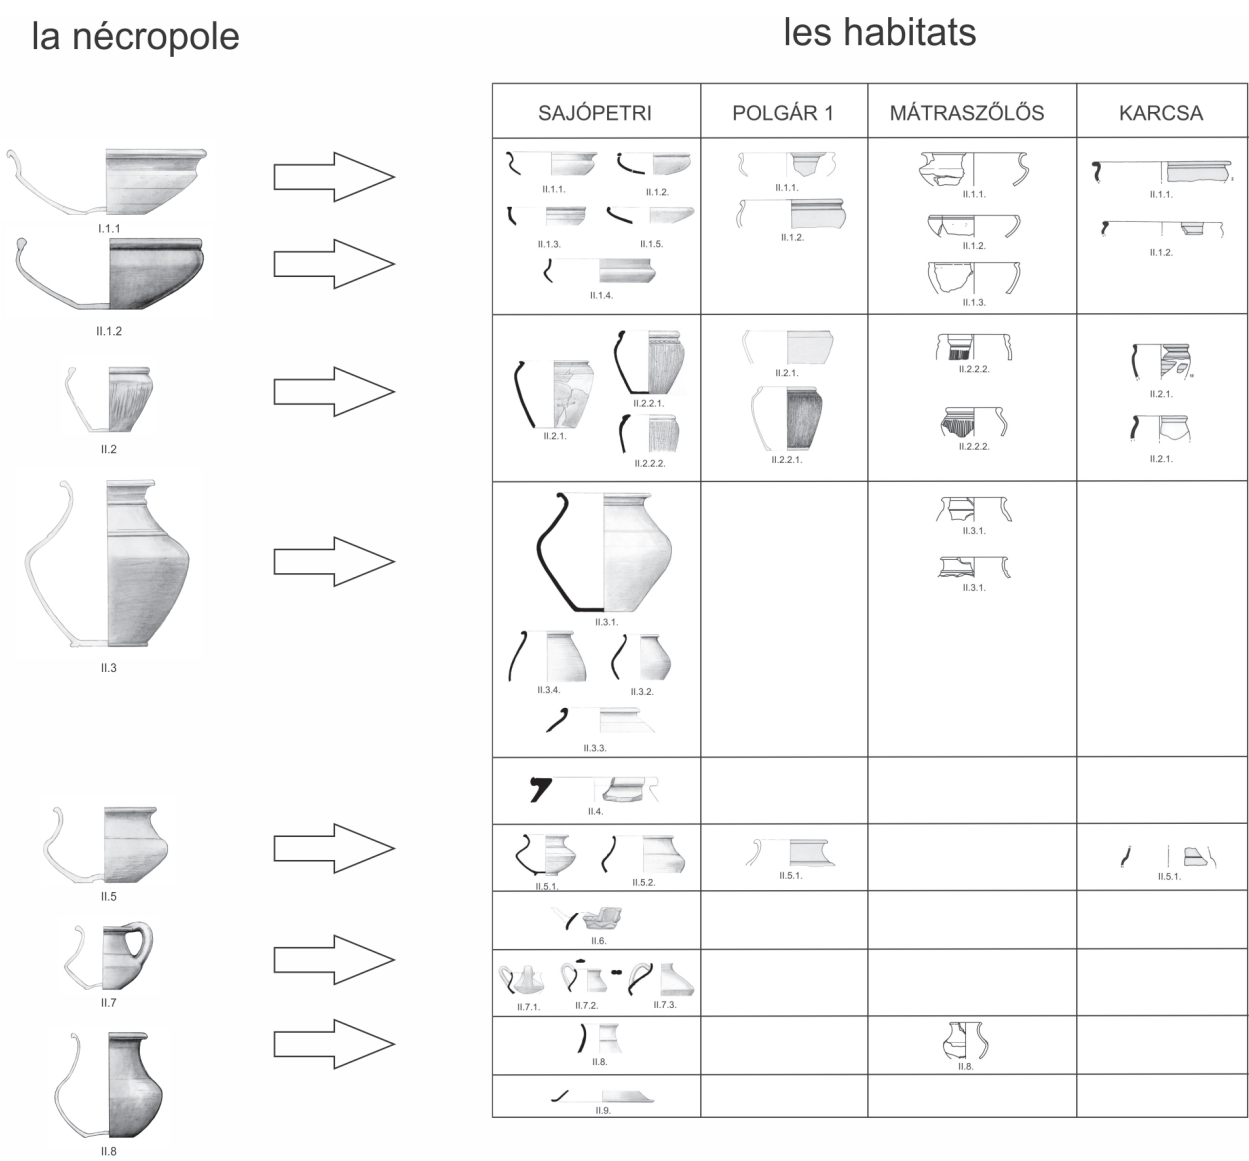 la nécropole
les habitats
SAJÓPETRI
POLGÁR 1
MÁTRASZŐLŐS
KARCSA
I.1.1
II.1.2
II.2
II.3
II.5
II.7
II.8
II.1.1.
II.1.2.
II.1.3.
II.1.5.
II.1.4.
II.1.1.
II.1.2.
II.1.1.
II.1.2.
II.1.3.
II.1.1.
II.1.2.
II.2.1.
II.2.2.1.
II.2.2.2.
II.2.1.
II.2.2.1.
II.2.2.2.
II.2.2.2.
II.2.1.
II.2.1.
II.3.1.
II.3.4.
II.3.2.
II.3.3.
II.3.1.
II.3.1.
II.4.
II.5.1.
II.5.2.
II.5.1.
II.5.1.
II.6.
II.7.1.
II.7.2.
II.7.3.
II.8.
II.8.
II.9.